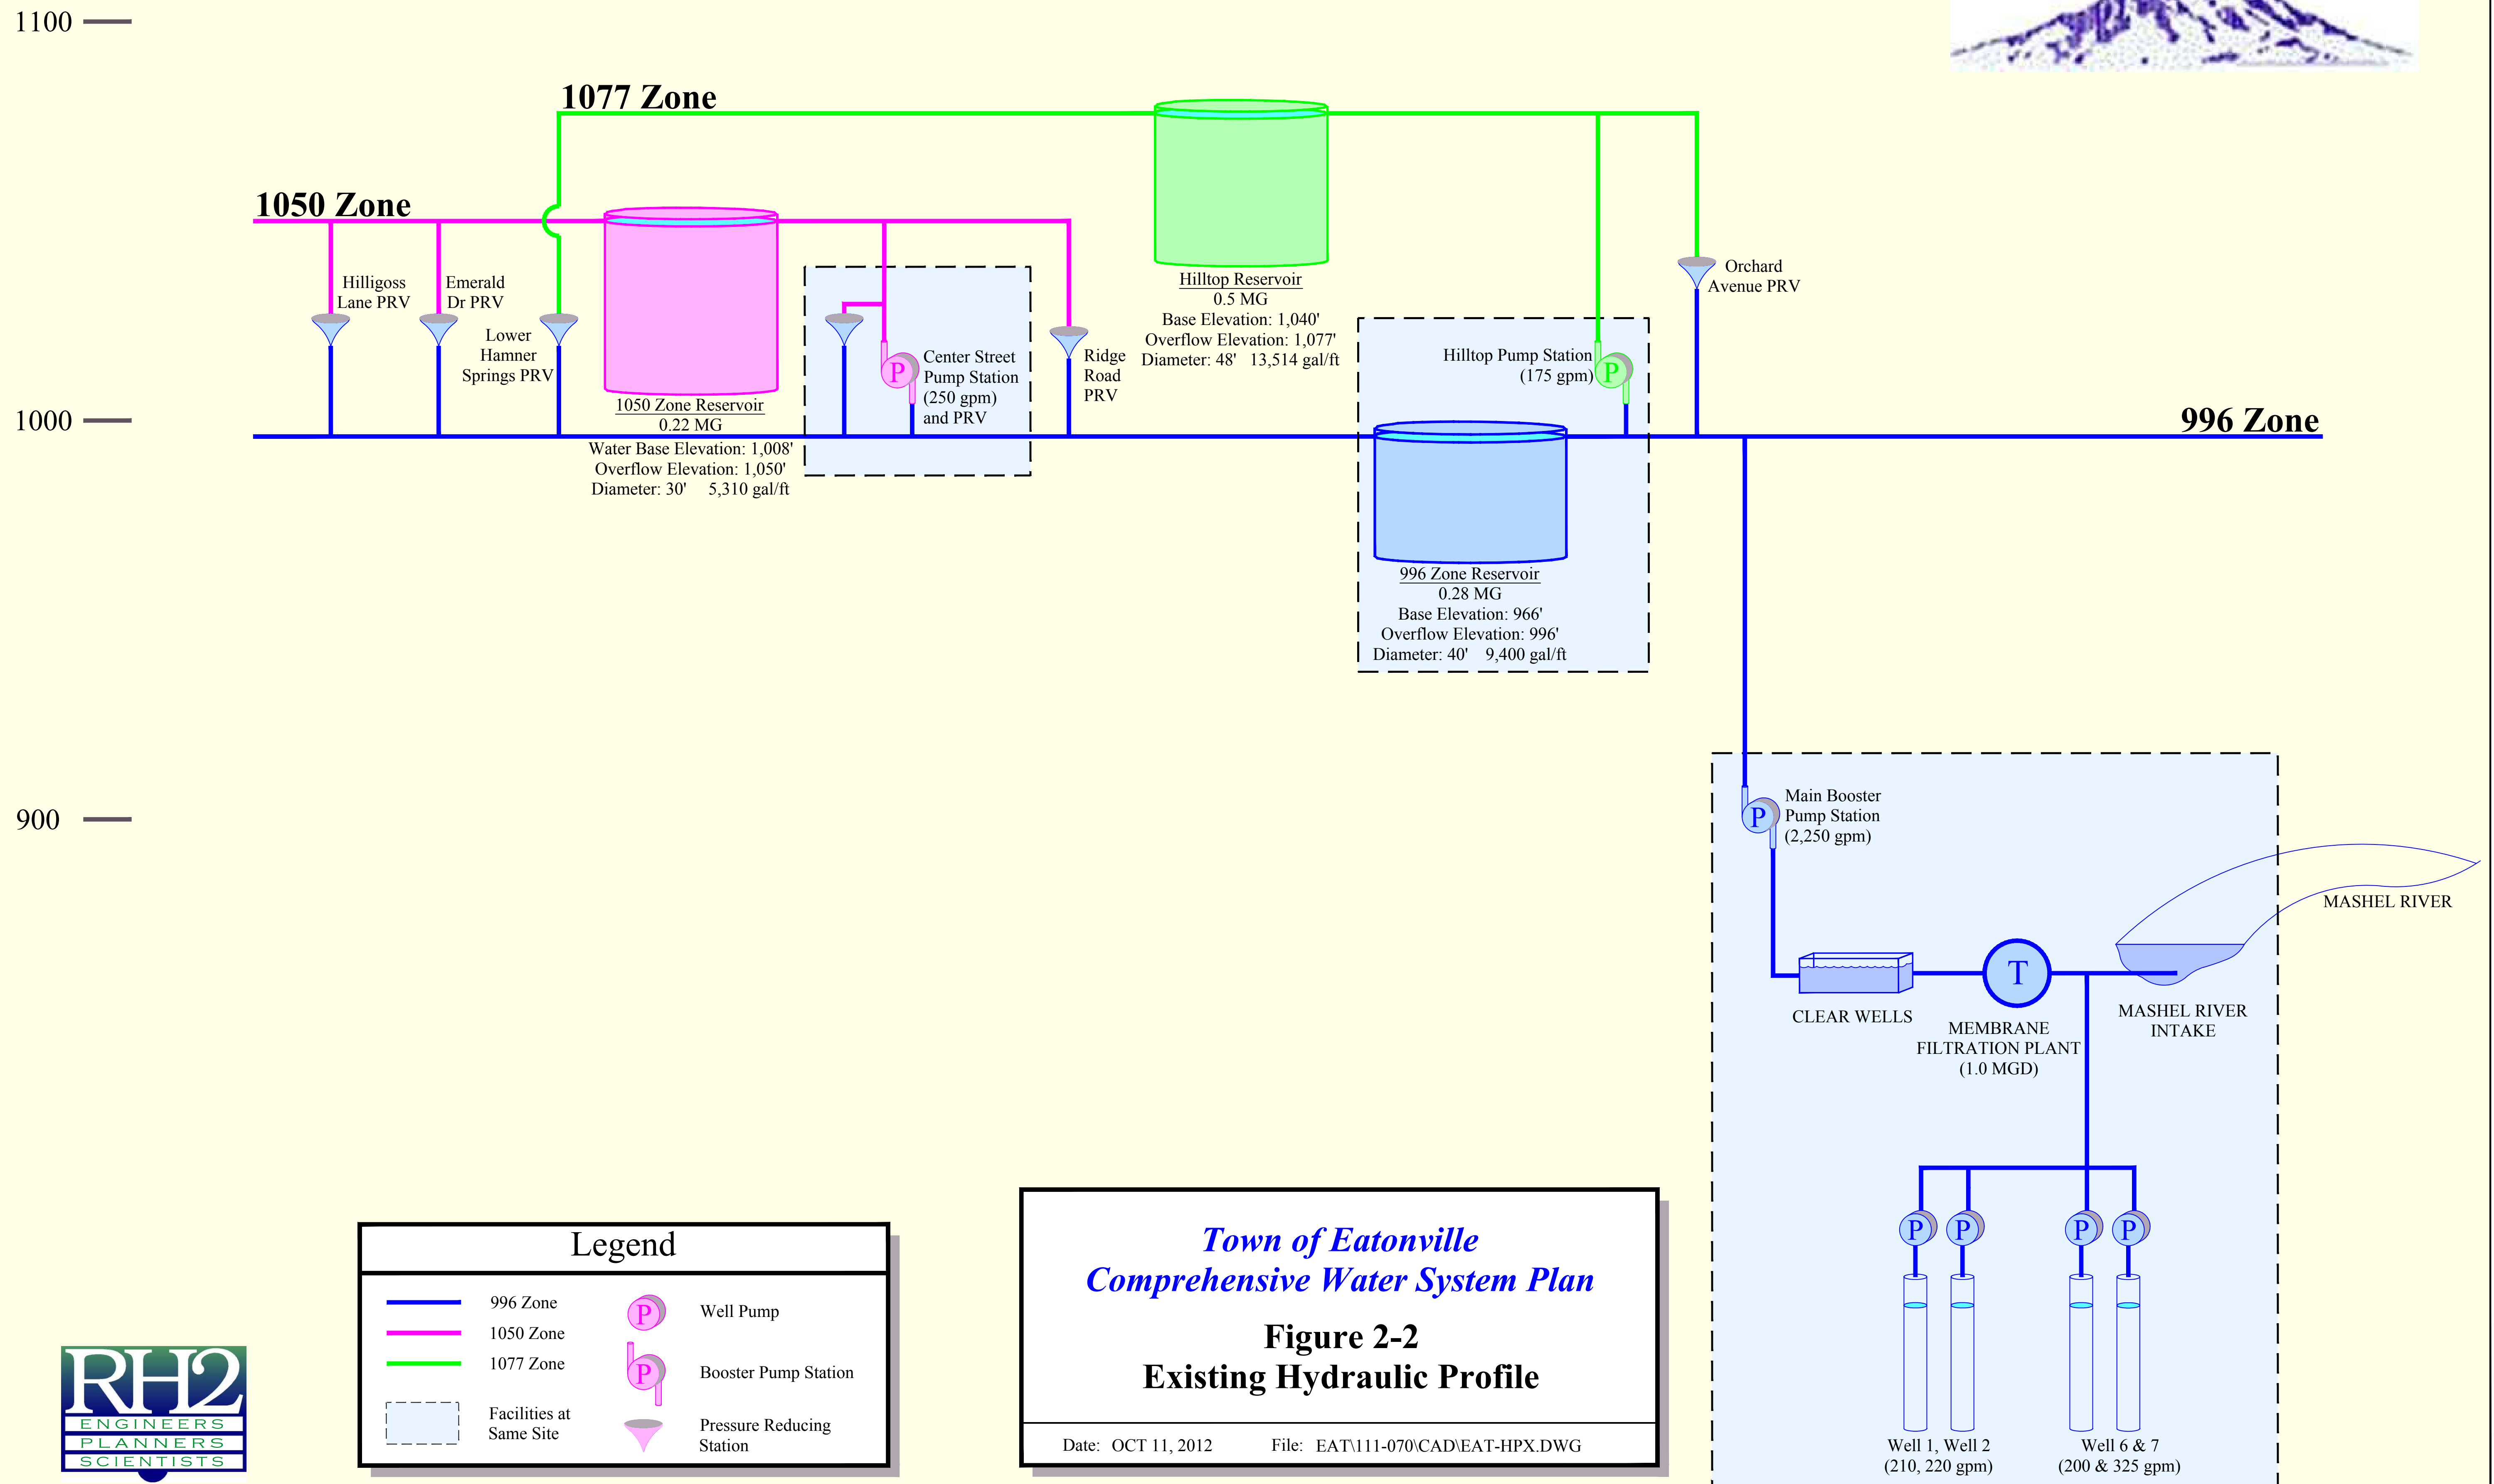 1100
1077 Zone
1050 Zone
Hilligoss
Lane PRV
Emerald
Dr PRV
Lower
Hamner
Springs PRV
1050 Zone Reservoir
0.22 MG
Water Base Elevation: 1,008'
Overflow Elevation: 1,050'
Diameter: 30' 5,310 gal/ft
P
Center Street
Pump Station
(250 gpm)
and PRV
Ridge
Road
PRV
Hilltop Reservoir
0.5 MG
Base Elevation: 1,040'
Overflow Elevation: 1,077'
Diameter: 48' 13,514 gal/ft
Hilltop Pump Station
(175 gpm)
P
Orchard
Avenue PRV
1000
996 Zone
996 Zone Reservoir
0.28 MG
Base Elevation: 966'
Overflow Elevation: 996'
Diameter: 40' 9,400 gal/ft
900
P
Main Booster
Pump Station
(2,250 gpm)
MASHEL RIVER
CLEAR WELLS
T
MEMBRANE
FILTRATION PLANT
(1.0 MGD)
MASHEL RIVER
INTAKE
P P P P
Well 1, Well 2
(210, 220 gpm)
Well 6 & 7
(200 & 325 gpm)
Legend
996 Zone
1050 Zone
1077 Zone
Facilities at
Same Site
P Well Pump
P Booster Pump Station
Pressure Reducing
Station
Town of Eatonville
Comprehensive Water System Plan
Figure 2-2
Existing Hydraulic Profile
Date: OCT 11, 2012 File: EAT\111-070\CAD\EAT-HPX.DWG
RH2
ENGINEERS
PLANNERS
SCIENTISTS